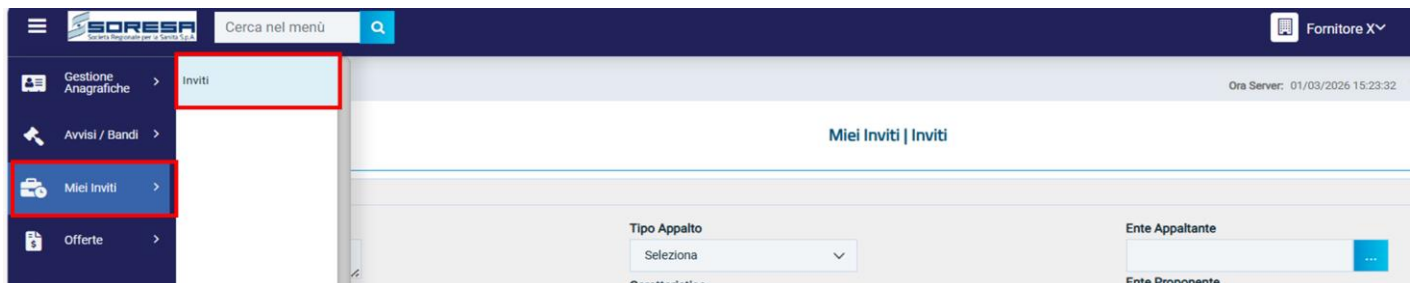 SORESA
Società Regionale per la Sanità S.p.A.
Cerca nel menù
Fornitore X
Gestione
Anagrafiche
Inviti
Ora Server: 01/03/2026 15:23:32
Avvisi / Bandi
Miei Inviti | Inviti
Miei Inviti
Tipo Appalto
Ente Appaltante
Offerte
Seleziona
...
Caratteristica
Ente Proponente